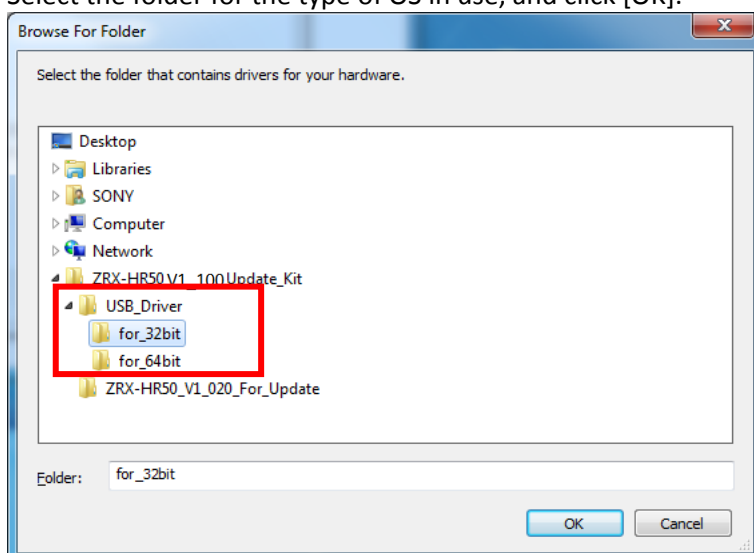 Select the folder for the type of OS in use, and click [OK].
Browse For Folder
Select the folder that contains drivers for your hardware.
Desktop
Libraries
SONY
Computer
Network
ZRX-HR50 V1_100 Update_Kit
USB_Driver
for_32bit
for_64bit
ZRX-HR50_V1_020_For_Update
Folder: for_32bit
OK Cancel